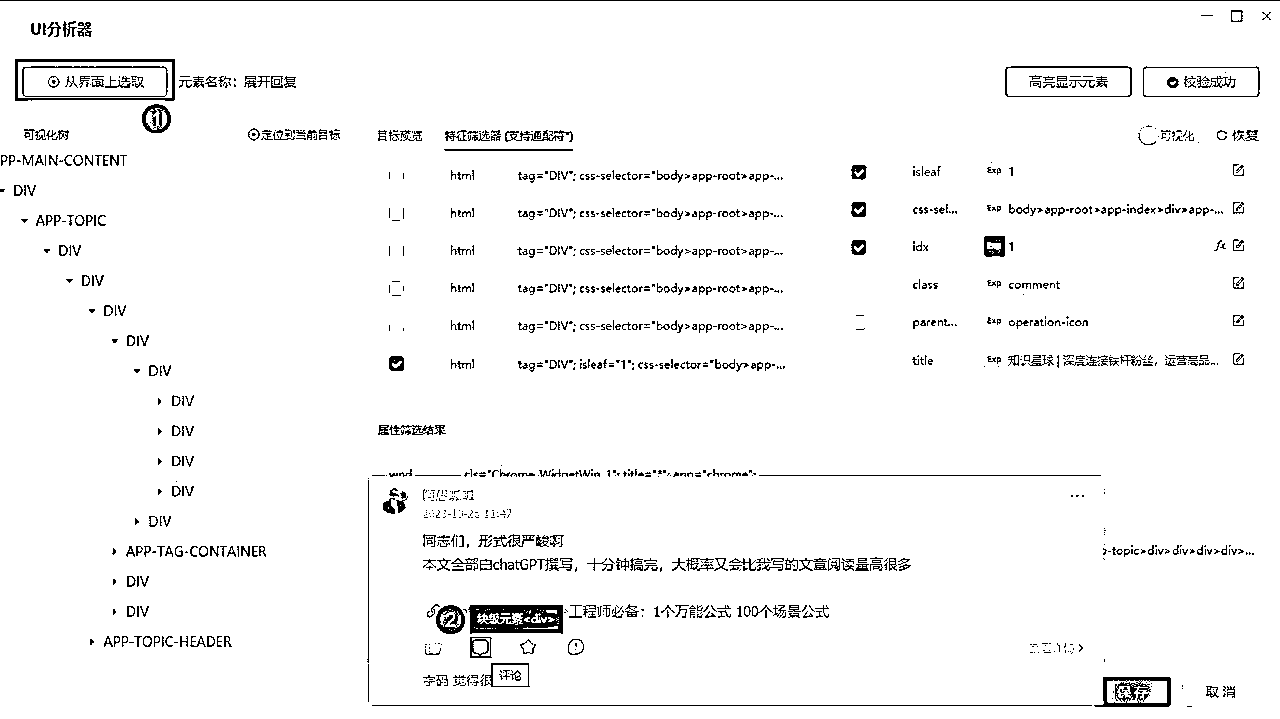 UI分析器
从界面上选取 元素名称：展开回复 高亮显示元素 校验成功
①
可视化树 定位到当前目标 目标预览 特征筛选器 (支持通配符*) 可视化 恢复
PP-MAIN-CONTENT
DIV
APP-TOPIC
DIV
DIV
DIV
DIV
DIV
DIV
DIV
DIV
DIV
DIV
APP-TAG-CONTAINER
DIV
DIV
APP-TOPIC-HEADER
html tag="DIV"; css-selector="body>app-root>app-...
html tag="DIV"; css-selector="body>app-root>app-...
html tag="DIV"; css-selector="body>app-root>app-...
html tag="DIV"; css-selector="body>app-root>app-...
html tag="DIV"; css-selector="body>app-root>app-...
html tag="DIV"; isleaf="1"; css-selector="body>app-...
isleaf Exp 1
css-sel... Exp body>app-root>app-index>div>app-...
idx 1 fx
class Exp comment
parent... Exp operation-icon
title Exp 知识星球 | 深度连接铁杆粉丝，运营高品...
属性筛选结果
wnd cls="Chrome_WidgetWin_1"; title="*"; app="chrome";
...
同志们，形式很严峻啊
本文全部由chatGPT撰写，十分钟搞完，大概率又会比我写的文章阅读量高很多
② 块级元素<div> 工程师必备：1个万能公式 100个场景公式
查看详情>
李码 觉得很 评论
-topic>div>div>div>div>...
保存 取消